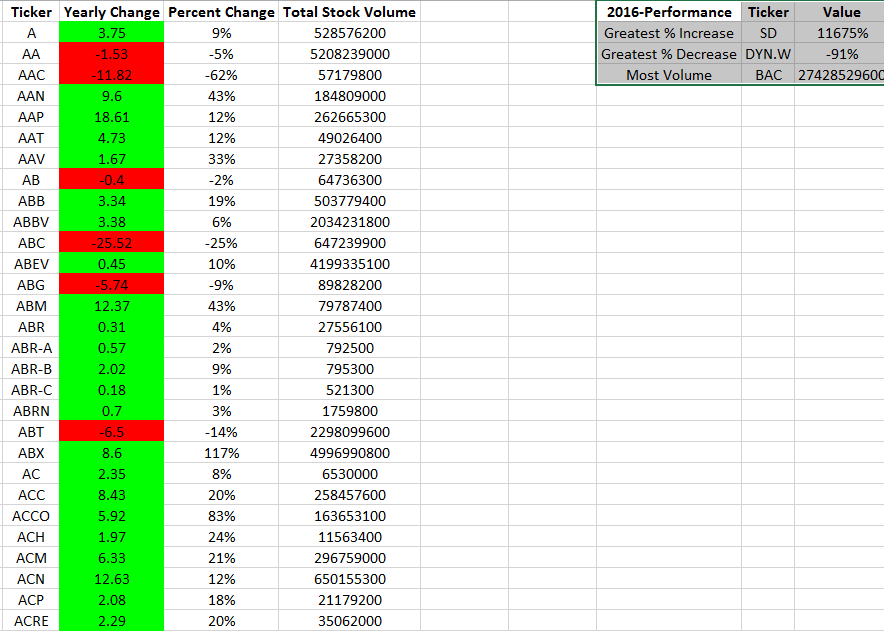 Ticker Yearly Change Percent Change Total Stock Volume 2016-Performance Ticker Value
A 3.75 9% 528576200 Greatest % Increase SD 11675%
AA -1.53 -5% 5208239000 Greatest % Decrease DYN.W -91%
AAC -11.82 -62% 57179800 Most Volume BAC 27428529600
AAN 9.6 43% 184809000
AAP 18.61 12% 262665300
AAT 4.73 12% 49026400
AAV 1.67 33% 27358200
AB -0.4 -2% 64736300
ABB 3.34 19% 503779400
ABBV 3.38 6% 2034231800
ABC -25.52 -25% 647239900
ABEV 0.45 10% 4199335100
ABG -5.74 -9% 89828200
ABM 12.37 43% 79787400
ABR 0.31 4% 27556100
ABR-A 0.57 2% 792500
ABR-B 2.02 9% 795300
ABR-C 0.18 1% 521300
ABRN 0.7 3% 1759800
ABT -6.5 -14% 2298099600
ABX 8.6 117% 4996990800
AC 2.35 8% 6530000
ACC 8.43 20% 258457600
ACCO 5.92 83% 163653100
ACH 1.97 24% 11563400
ACM 6.33 21% 296759000
ACN 12.63 12% 650155300
ACP 2.08 18% 21179200
ACRE 2.29 20% 35062000